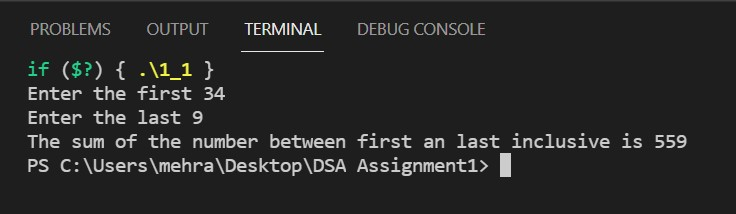 PROBLEMS OUTPUT TERMINAL DEBUG CONSOLE
if ($?) { .\1_1 }
Enter the first 34
Enter the last 9
The sum of the number between first an last inclusive is 559
PS C:\Users\mehra\Desktop\DSA Assignment1>